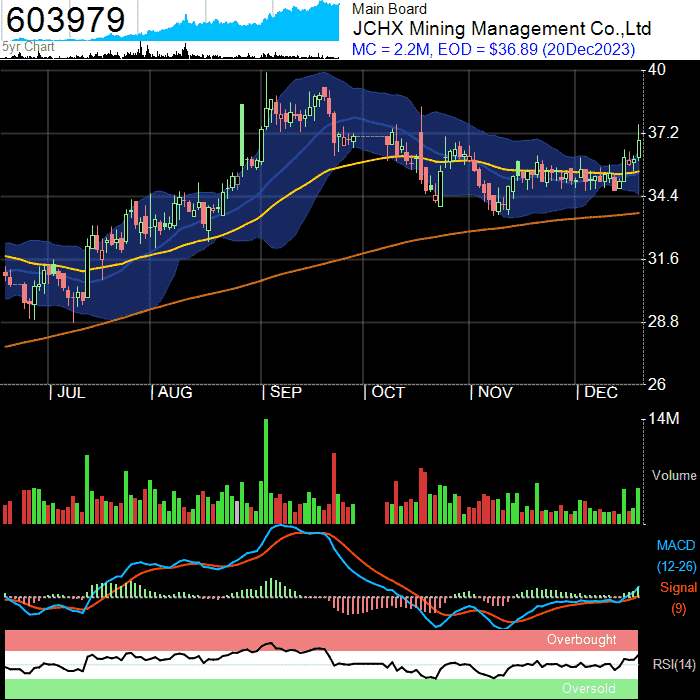 603979
5yr Chart
Main Board
JCHX Mining Management Co.,Ltd
MC = 2.2M, EOD = $36.89 (20Dec2023)
40
37.2
34.4
31.6
28.8
26
| JUL | AUG | SEP | OCT | NOV | DEC
14M
Volume
MACD
(12-26)
Signal
(9)
Overbought
RSI(14)
Oversold